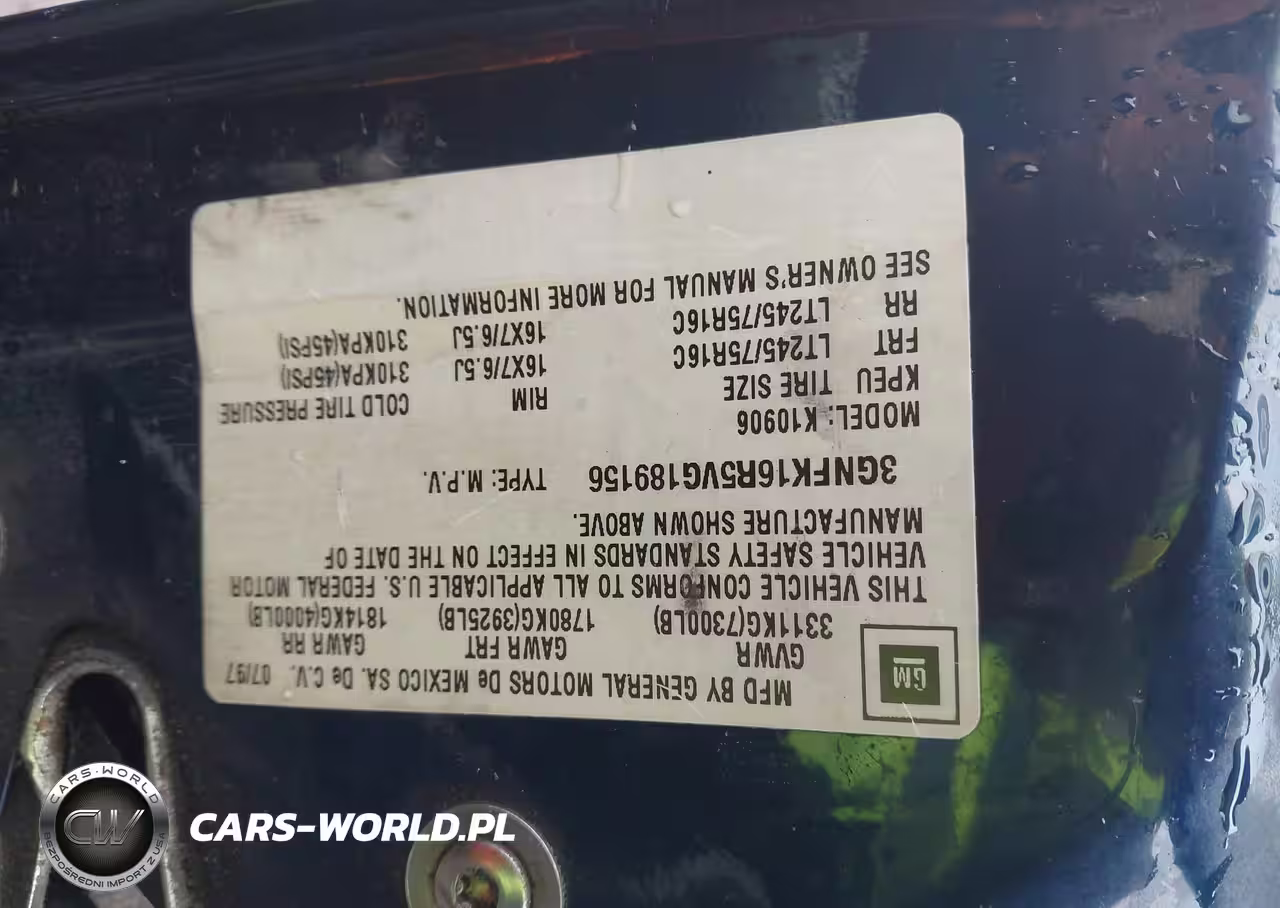 GM
MFD BY GENERAL MOTORS De MEXICO SA. De C.V. 07/97
GVWR GAWR FRT GAWR RR
3311KG(7300LB) 1780KG(3925LB) 1814KG(4000LB)
THIS VEHICLE CONFORMS TO ALL APPLICABLE U.S. FEDERAL MOTOR
VEHICLE SAFETY STANDARDS IN EFFECT ON THE DATE OF
MANUFACTURE SHOWN ABOVE.
3GNFK16R5VG189156 TYPE: M.P.V.
MODEL: K10906
KPEU TIRE SIZE RIM COLD TIRE PRESSURE
FRT LT245/75R16C 16X7/6.5J 310KPA(45PSI)
RR LT245/75R16C 16X7/6.5J 310KPA(45PSI)
SEE OWNER'S MANUAL FOR MORE INFORMATION.
CARS-WORLD
CW
BEZPOŚREDNI IMPORT Z USA
CARS-WORLD.PL